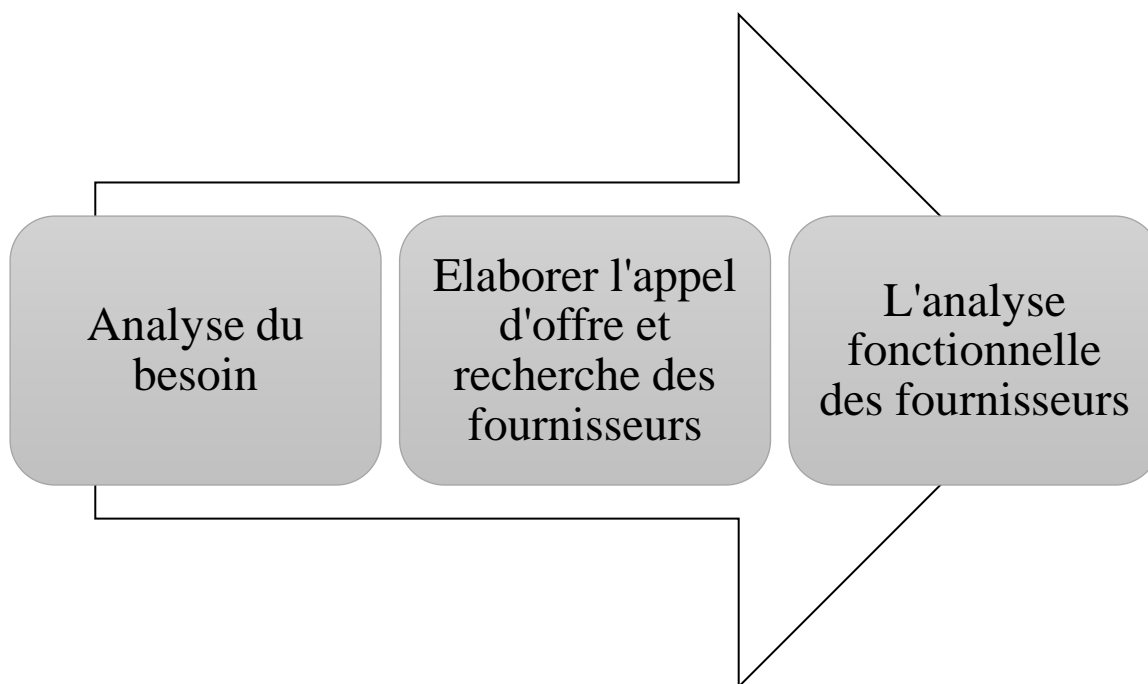 Analyse du
besoin
Elaborer l'appel
d'offre et
recherche des
fournisseurs
L'analyse
fonctionnelle
des fournisseurs